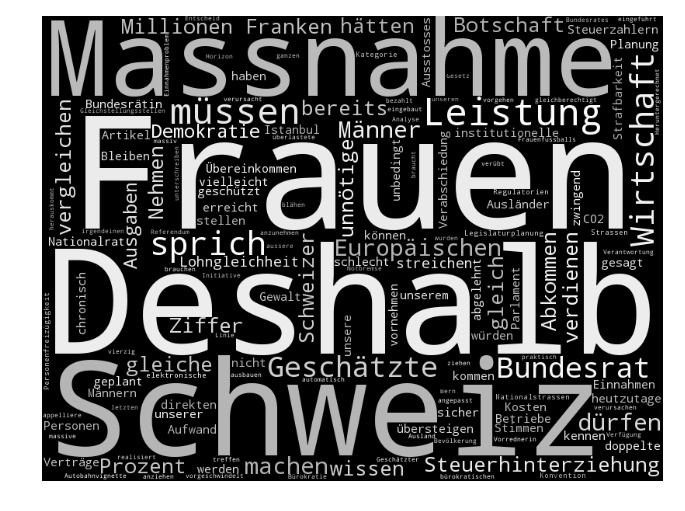 Entscheid Bundesrates eingeführt
Millionen Franken hätten Botschaft Steuerzahlern
Massnahme
Einnahmenproblem Horizon ganzen Kategorie Ausstosses Gesetz Planung
haben
verursacht bezahlt eingebaut unseren vorgehen gleichberechtigt
Bundesrätin Gleichstellungsstellen müssen bereits Leistung Strafbarkeit
Artikel Demokratie Istanbul Männer Analyse institutionelle
Bleiben massiv überlastete Frauenfussballs
Frauen
vergleichen Nehmen Übereinkommen unnötige unbedingt braucht Verabschiedung verübt Wirtschaft
unterschreiben vielleicht
geschützt Regulatorien zwingend
Ausgaben erreicht blähen Ausländer
stellen CO2
herauskommt irgendeinen Referendum anzunehmen können wurden Legislaturplanung Strassen
Nationalrat sprich äussere Europäischen Verantwortung
Lohngleichheit Schweizer schlecht streichen gleich Abkommen verdienen gesagt
brauchen Initiative Notbremse abgelehnt Parlament
Deshalb
chronisch Gewalt unserem
Personenfreizügigkeit Ziffer unsere vornehmen würden
Linie
vierzig praktisch
gleiche nicht Geschätzte ziehen Bundesrat
geplant elektronische ausbauen automatisch kommen Einnahmen
Männern bern Nationalstrassen heutzutage
Schweiz
letzten direkten angepasst Kosten verursachen
appelliere unserer sicher Betriebe dürfen
Personen Aufwand übersteigen Stimmen Verfügung
massive Ausland Bevölkerung Vorrednerin kennen doppelte
realisiert treffen Geschätzter
Verträge Prozent werden machen wissen Steuerhinterziehung
Autobahnvignette anziehen vorgeschwindelt Bürokratie bürokratischen Konvention